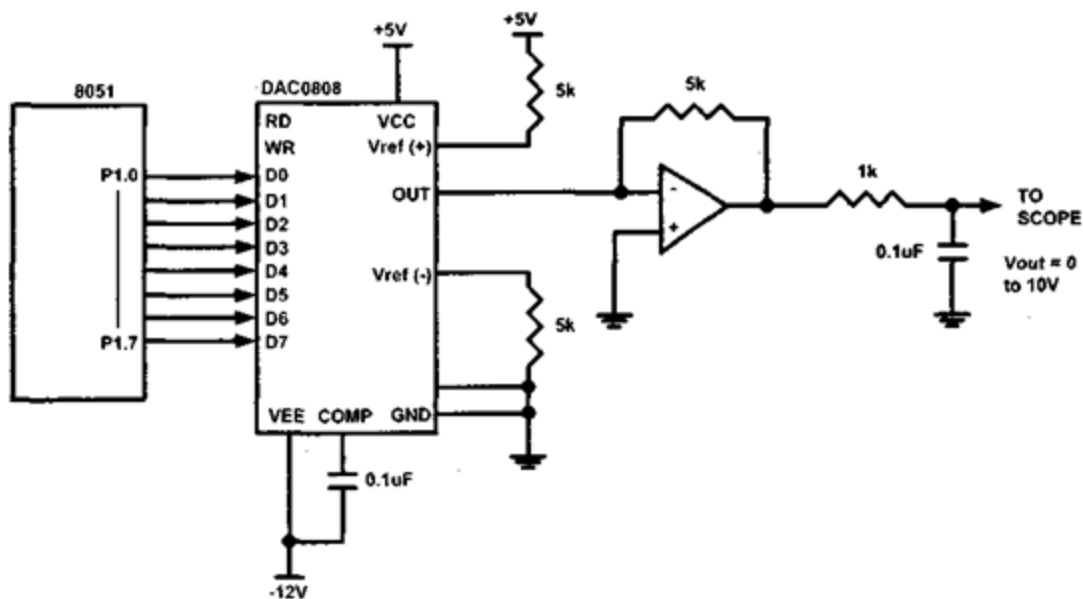 +5V
+5V
8051
DAC0808
5k
5k
RD
VCC
WR
Vref (+)
P1.0
D0
OUT
D1
D2
D3
D4
D5
D6
P1.7
D7
Vref (-)
5k
-
+
1k
TO
SCOPE
0.1uF
Vout = 0
to 10V
VEE
COMP
GND
0.1uF
-12V